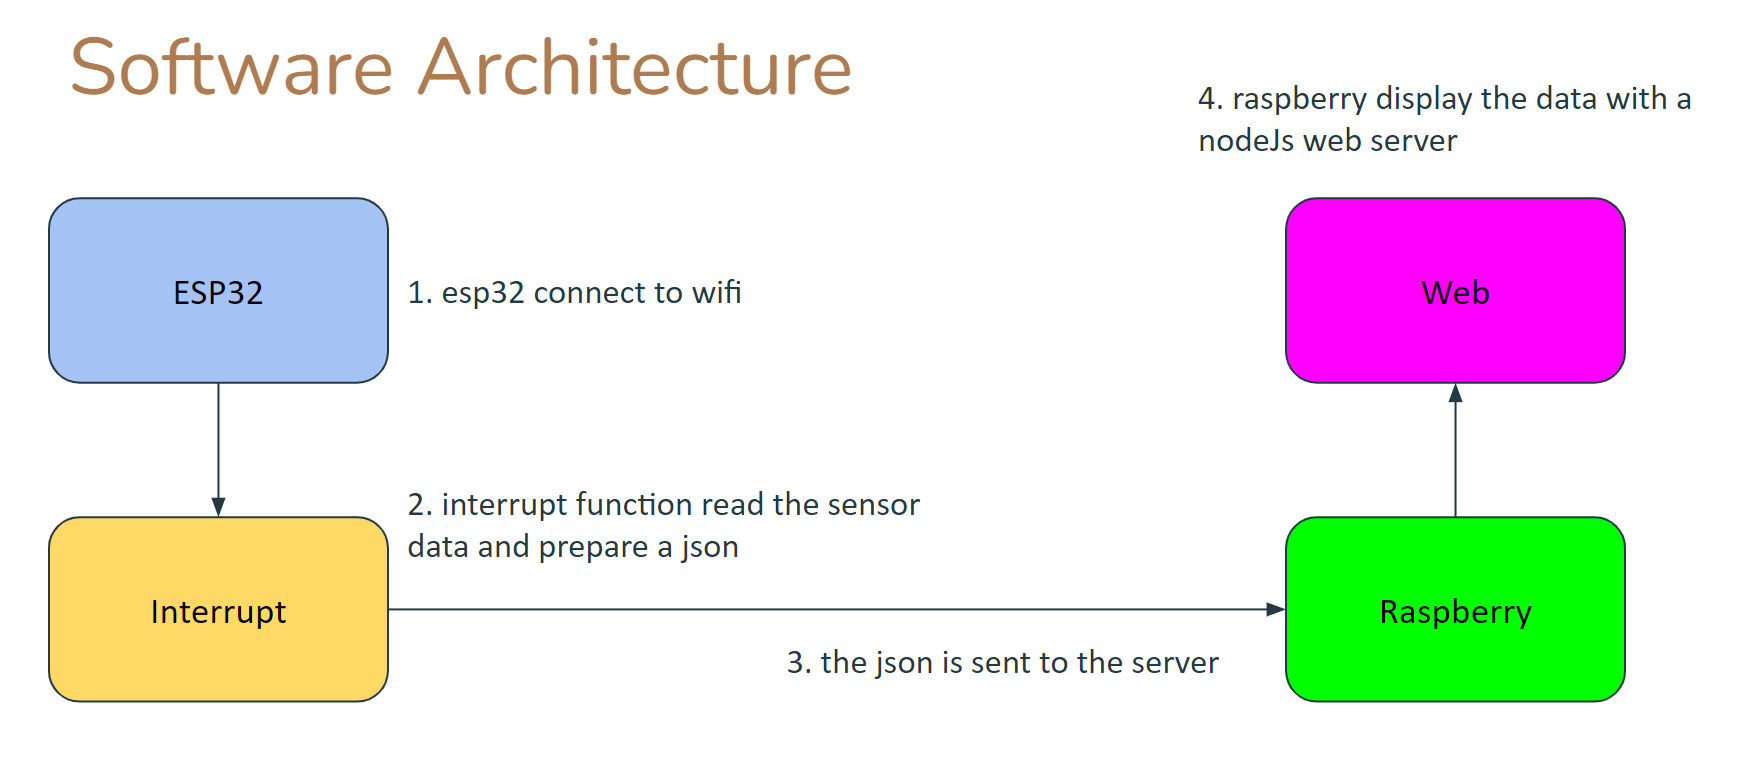 Software Architecture
4. raspberry display the data with a
nodeJs web server
ESP32
1. esp32 connect to wifi
Web
2. interrupt function read the sensor
data and prepare a json
Interrupt
Raspberry
3. the json is sent to the server